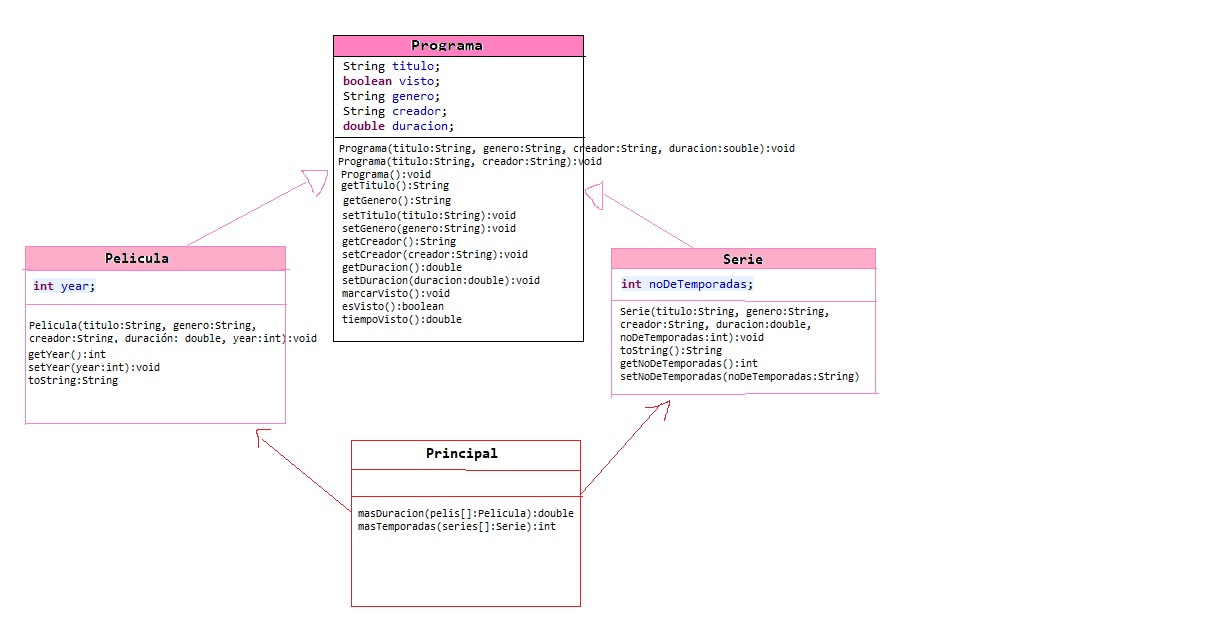 Programa
String titulo;
boolean visto;
String genero;
String creador;
double duracion;
Programa(titulo:String, genero:String, creador:String, duracion:souble):void
Programa(titulo:String, creador:String):void
Programa():void
getTitulo():String
getGenero():String
setTitulo(titulo:String):void
setGenero(genero:String):void
getCreador():String
setCreador(creador:String):void
getDuracion():double
setDuracion(duracion:double):void
marcarVisto():void
esVisto():boolean
tiempoVisto():double
Pelicula
int year;
Pelicula(titulo:String, genero:String,
creador:String, duración: double, year:int):void
getYear():int
setYear(year:int):void
toString:String
Serie
int noDeTemporadas;
Serie(titulo:String, genero:String,
creador:String, duracion:double,
noDeTemporadas:int):void
toString():String
getNoDeTemporadas():int
setNoDeTemporadas(noDeTemporadas:String)
Principal
masDuracion(pelis[]:Pelicula):double
masTemporadas(series[]:Serie):int